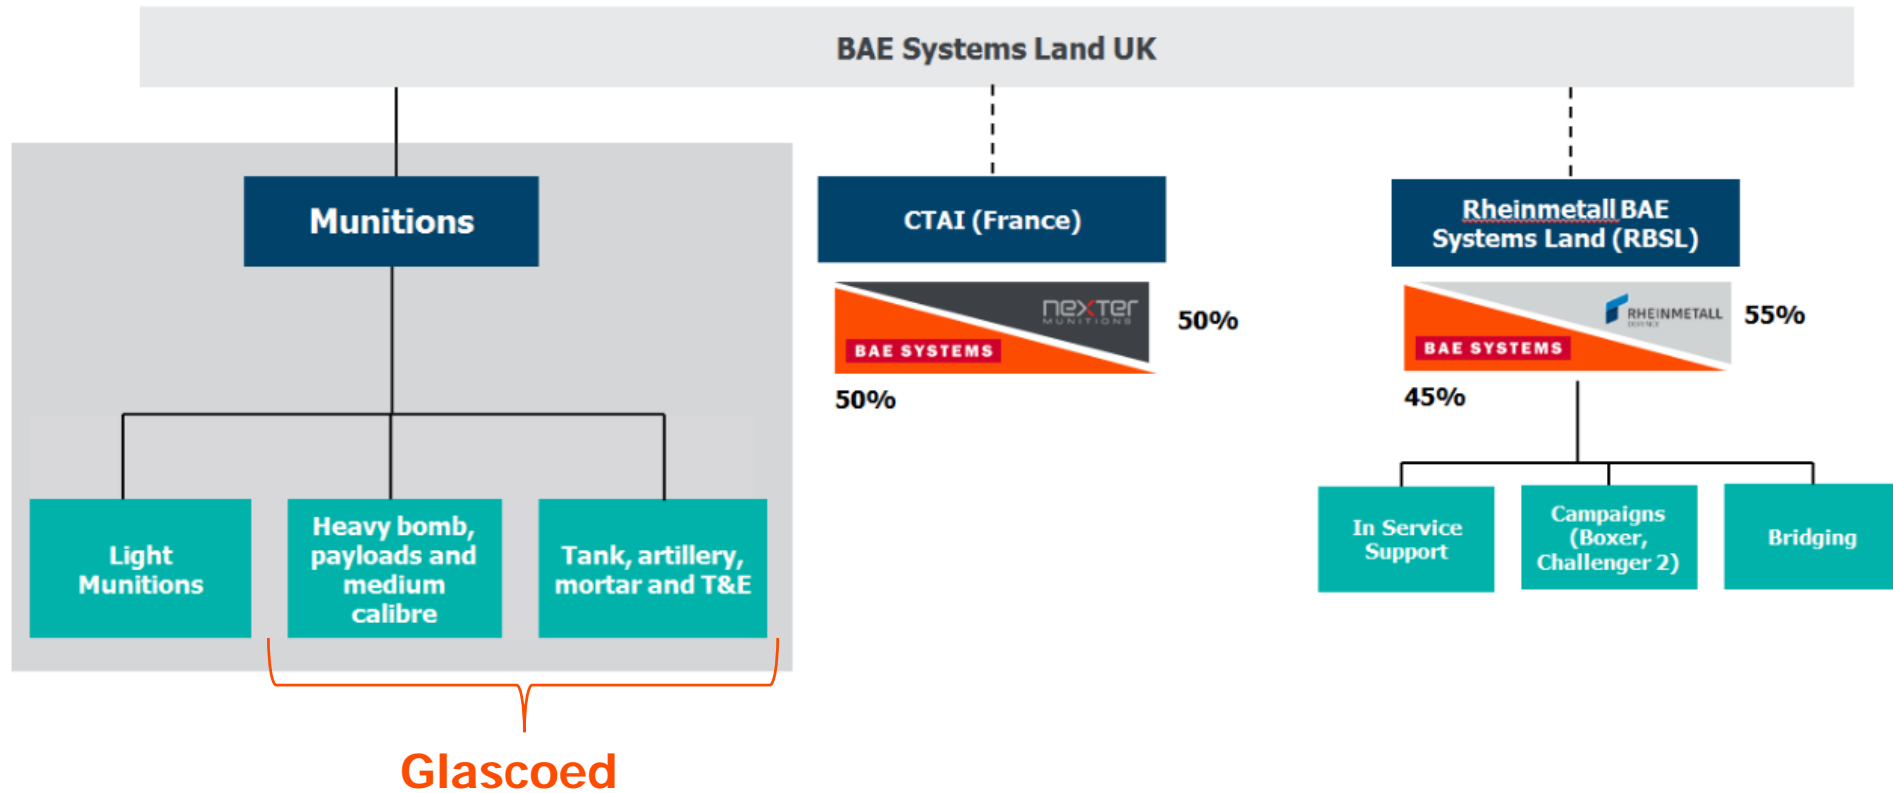 BAE Systems Land UK
Munitions
CTAI (France)
Rheinmetall BAE
Systems Land (RBSL)
nexter
MUNITIONS
50%
BAE SYSTEMS
50%
RHEINMETALL
DEFENCE
55%
BAE SYSTEMS
45%
Light
Munitions
Heavy bomb,
payloads and
medium
calibre
Tank, artillery,
mortar and T&E
In Service
Support
Campaigns
(Boxer,
Challenger 2)
Bridging
Glascoed